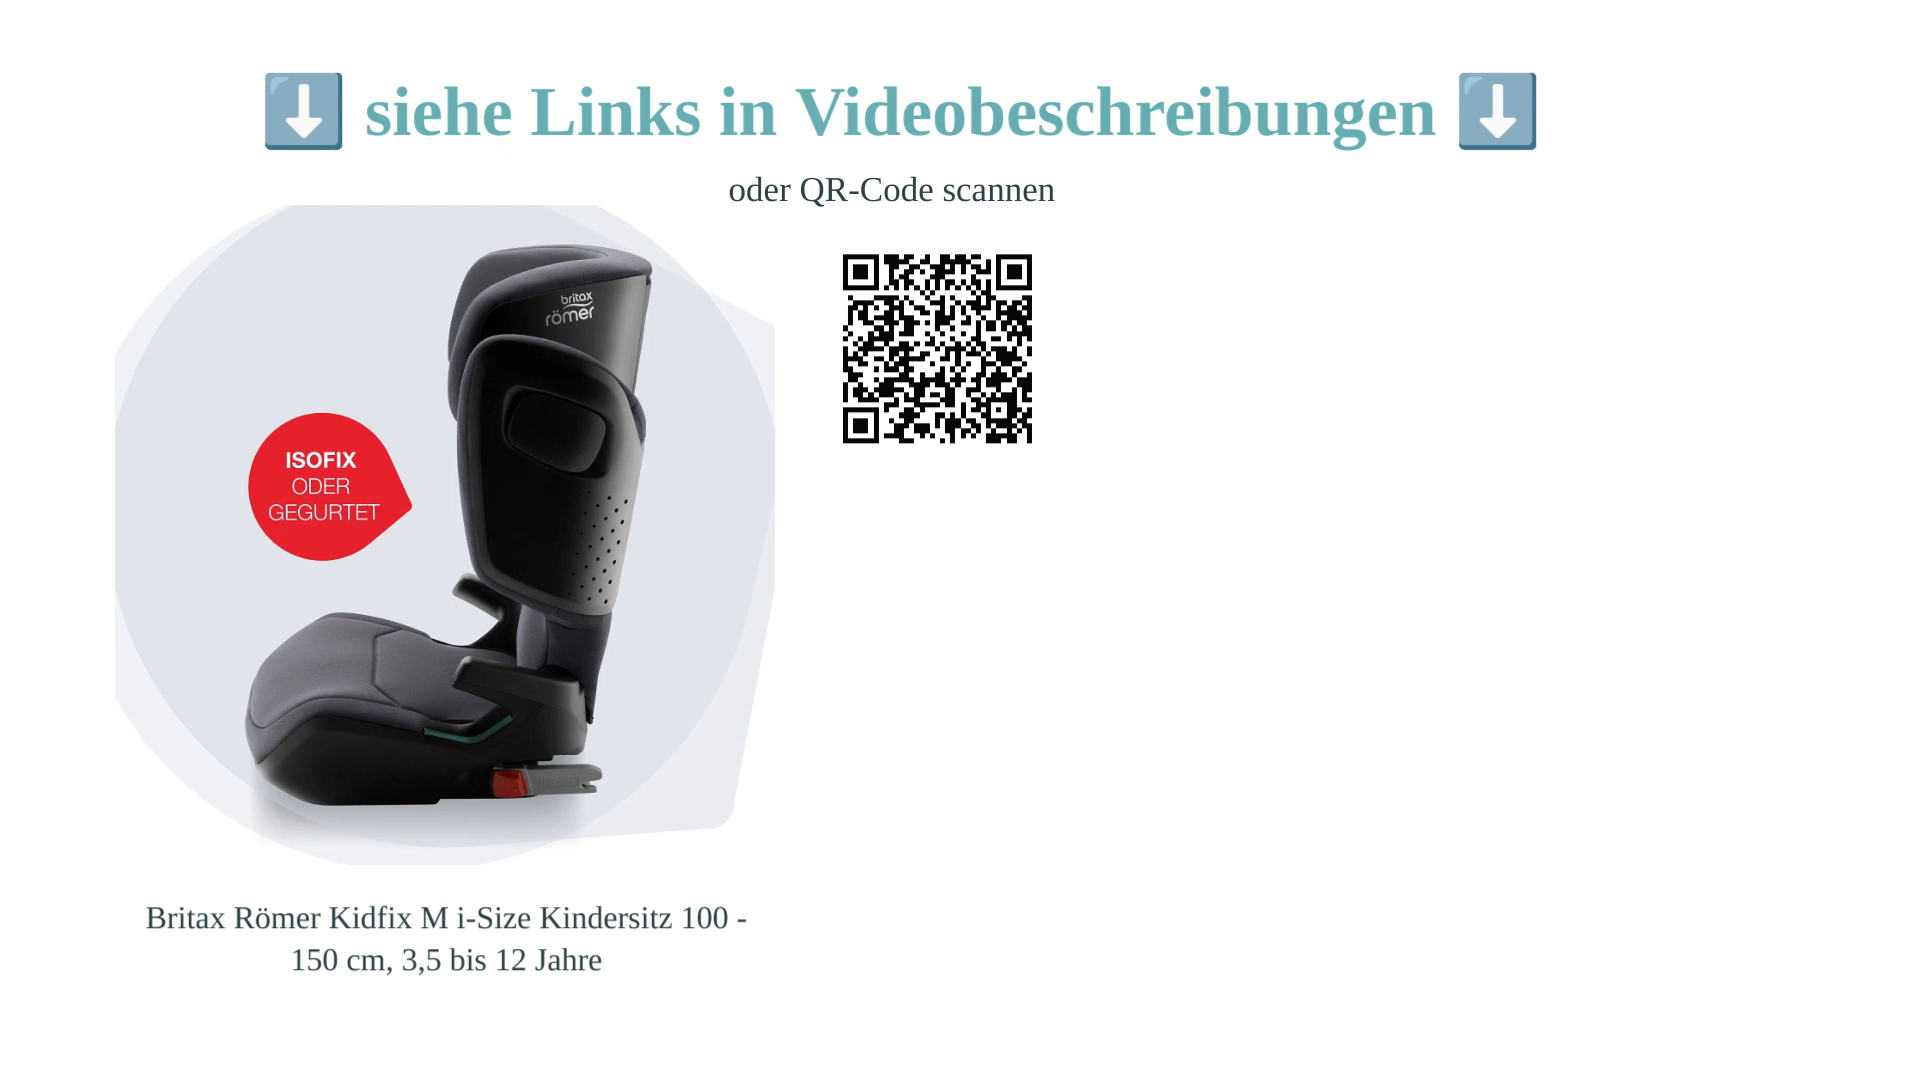 ⬇️ siehe Links in Videobeschreibungen ⬇️
oder QR-Code scannen
britax
römer
ISOFIX
ODER
GEGURTET
Britax Römer Kidfix M i-Size Kindersitz 100 -
150 cm, 3,5 bis 12 Jahre